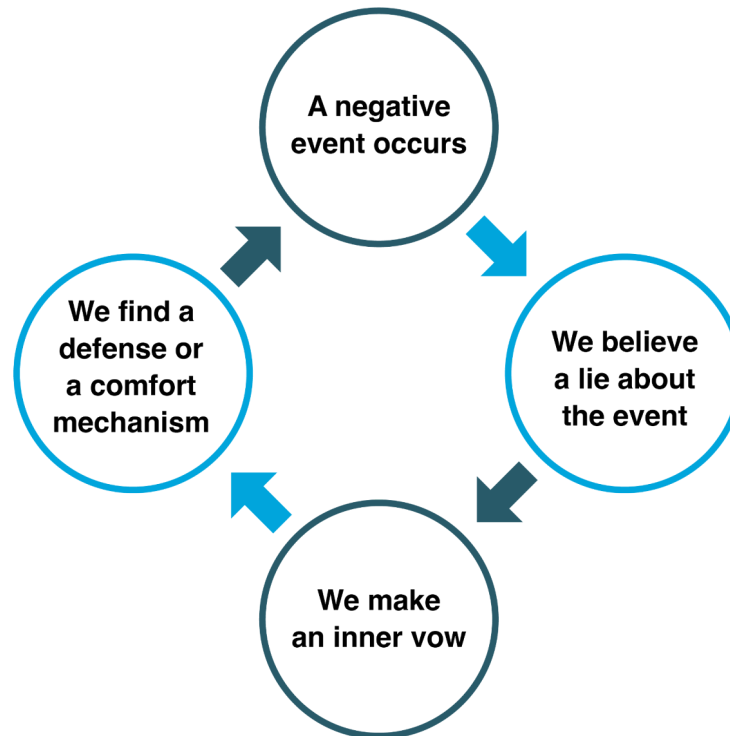 A negative
event occurs
We believe
a lie about
the event
We make
an inner vow
We find a
defense or
a comfort
mechanism